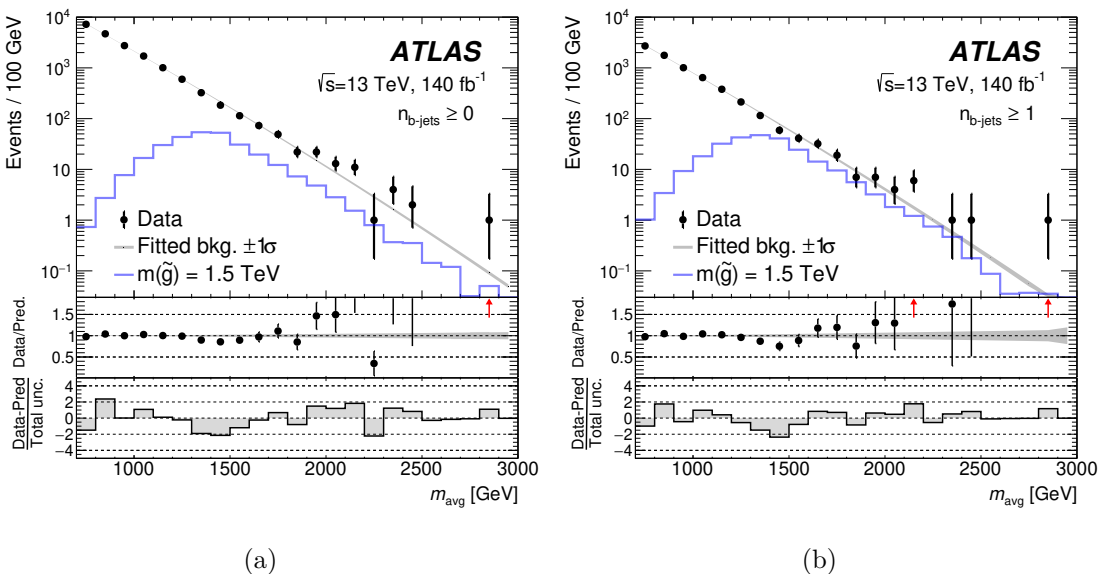 Events / 100 GeV
10⁴
10³
10²
10
1
10⁻¹
ATLAS
√s=13 TeV, 140 fb⁻¹
n_b-jets ≥ 0
Data
Fitted bkg. ±1σ
m(g̃) = 1.5 TeV
Data/Pred.
1.5
1
0.5
Data-Pred
Total unc.
4
2
0
−2
−4
1000 1500 2000 2500 3000
m_avg [GeV]
(a)
Events / 100 GeV
10⁴
10³
10²
10
1
10⁻¹
ATLAS
√s=13 TeV, 140 fb⁻¹
n_b-jets ≥ 1
Data
Fitted bkg. ±1σ
m(g̃) = 1.5 TeV
Data/Pred.
1.5
1
0.5
Data-Pred
Total unc.
4
2
0
−2
−4
1000 1500 2000 2500 3000
m_avg [GeV]
(b)